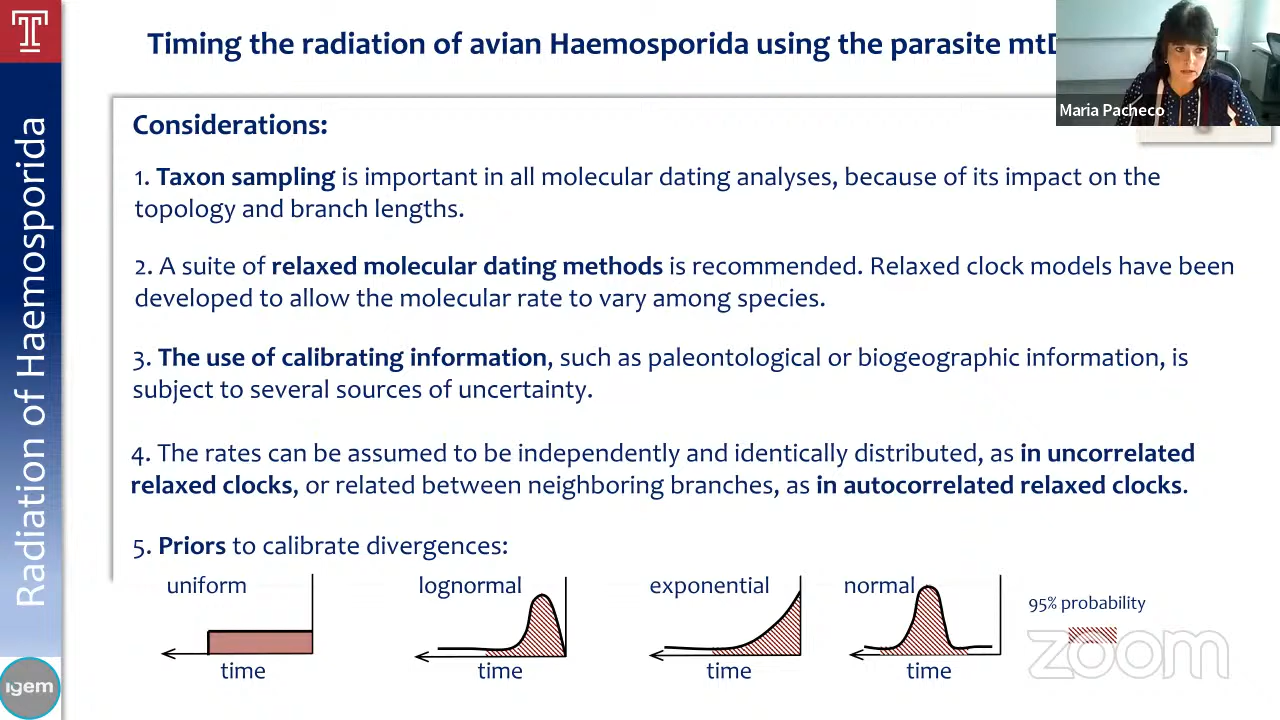 Timing the radiation of avian Haemosporida using the parasite
Maria Pacheco
Radiation of Haemosporida
Considerations:
1. Taxon sampling is important in all molecular dating analyses, because of its impact on the
topology and branch lengths.
2. A suite of relaxed molecular dating methods is recommended. Relaxed clock models have been
developed to allow the molecular rate to vary among species.
3. The use of calibrating information, such as paleontological or biogeographic information, is
subject to several sources of uncertainty.
4. The rates can be assumed to be independently and identically distributed, as in uncorrelated
relaxed clocks, or related between neighboring branches, as in autocorrelated relaxed clocks.
5. Priors to calibrate divergences:
uniform
lognormal
exponential
normal
95% probability
time
time
time
time
zoom
igem